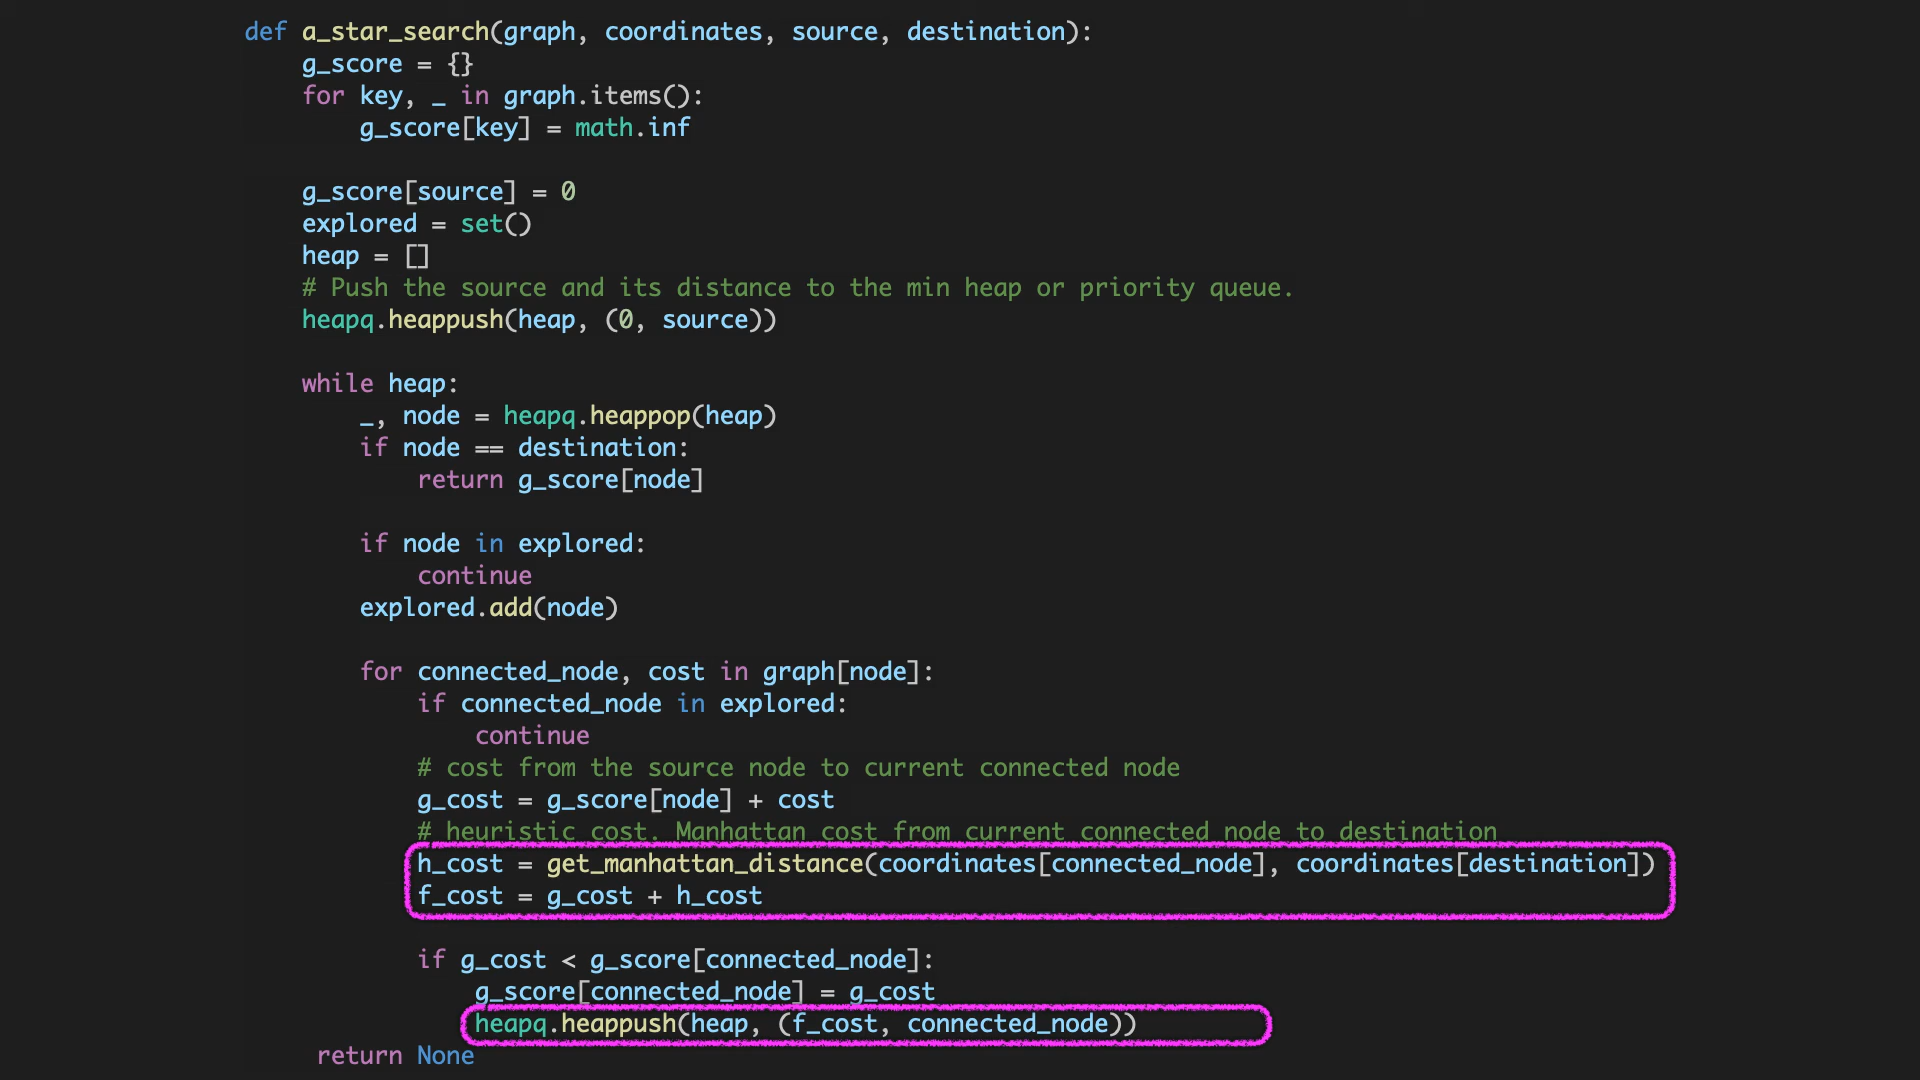 def a_star_search(graph, coordinates, source, destination):
    g_score = {}
    for key, _ in graph.items():
        g_score[key] = math.inf

    g_score[source] = 0
    explored = set()
    heap = []
    # Push the source and its distance to the min heap or priority queue.
    heapq.heappush(heap, (0, source))

    while heap:
        _, node = heapq.heappop(heap)
        if node == destination:
            return g_score[node]

        if node in explored:
            continue
        explored.add(node)

        for connected_node, cost in graph[node]:
            if connected_node in explored:
                continue
            # cost from the source node to current connected node
            g_cost = g_score[node] + cost
            # heuristic cost. Manhattan cost from current connected node to destination
            h_cost = get_manhattan_distance(coordinates[connected_node], coordinates[destination])
            f_cost = g_cost + h_cost

            if g_cost < g_score[connected_node]:
                g_score[connected_node] = g_cost
                heapq.heappush(heap, (f_cost, connected_node))
     return None